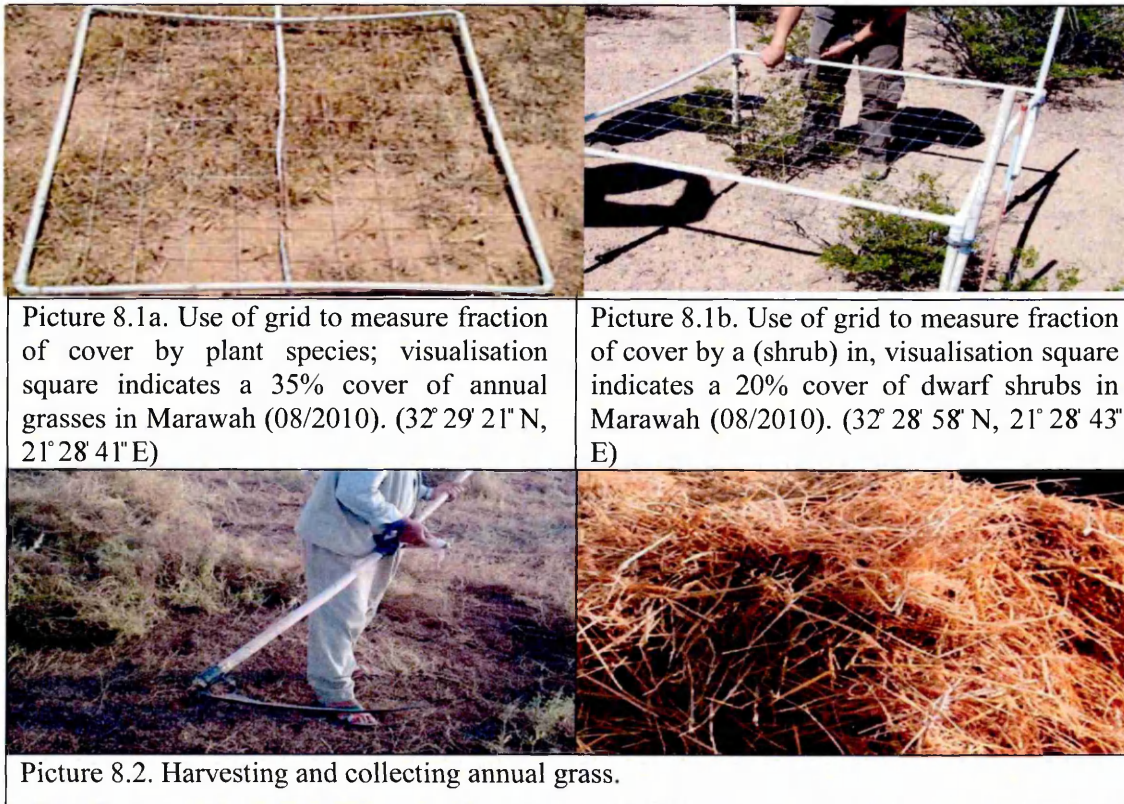 Picture 8.1a. Use of grid to measure fraction
of cover by plant species; visualisation
square indicates a 35% cover of annual
grasses in Marawah (08/2010). (32° 29' 21" N,
21° 28' 41" E)
Picture 8.1b. Use of grid to measure fraction
of cover by a (shrub) in, visualisation square
indicates a 20% cover of dwarf shrubs in
Marawah (08/2010). (32° 28' 58" N, 21° 28' 43"
E)
Picture 8.2. Harvesting and collecting annual grass.